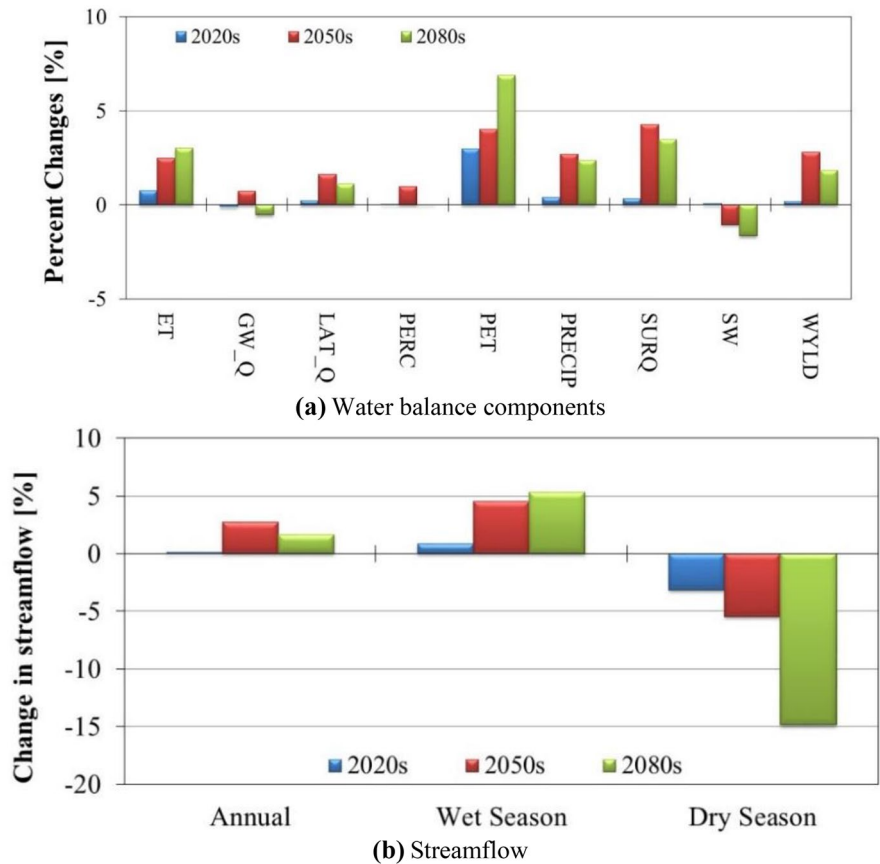 10
2020s 2050s 2080s
5
0
-5
Percent Changes [%]
ET GW_Q LAT_Q PERC PET PRECIP SURQ SW WYLD
(a) Water balance components
10
5
0
-5
-10
-15
-20
Change in streamflow [%]
2020s 2050s 2080s
Annual Wet Season Dry Season
(b) Streamflow